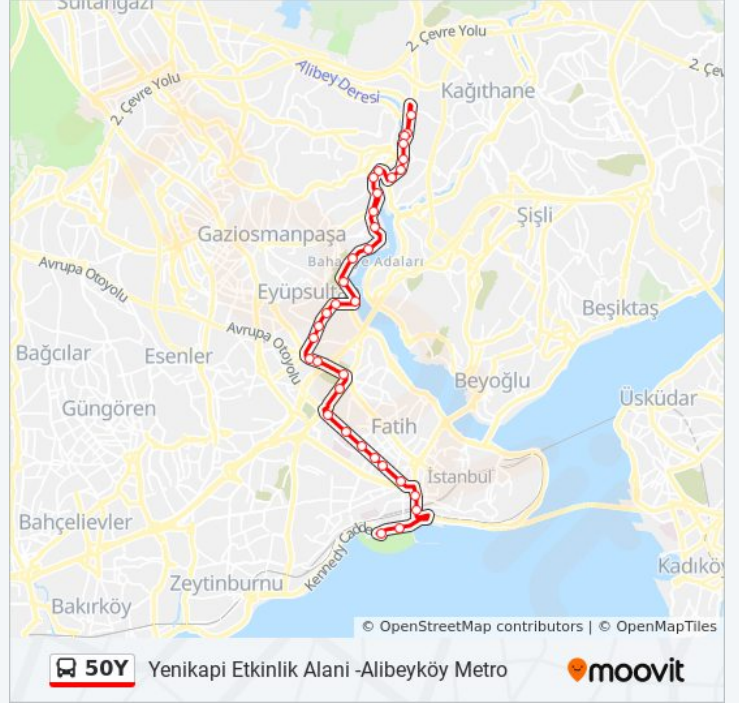 Sultangazi
2. Çevre Yolu
2. Çev
Alibey Deresi
Kağıthane
2. Çevre Yolu
Şişli
Gaziosmanpaşa
Avrupa Otoyolu
Eyüpsult
Beşiktaş
Avrupa Otoyolu
Bağcılar
Esenler
Beyoğlu
Üsküdar
Güngören
Fatih
İstanbul
Bahçelievler
Kennedy Cadde
Kadıköy
Zeytinburnu
Bakırköy
© OpenStreetMap contributors | © OpenMapTiles
50Y Yenikapi Etkinlik Alani -Alibeyköy Metro
moovit